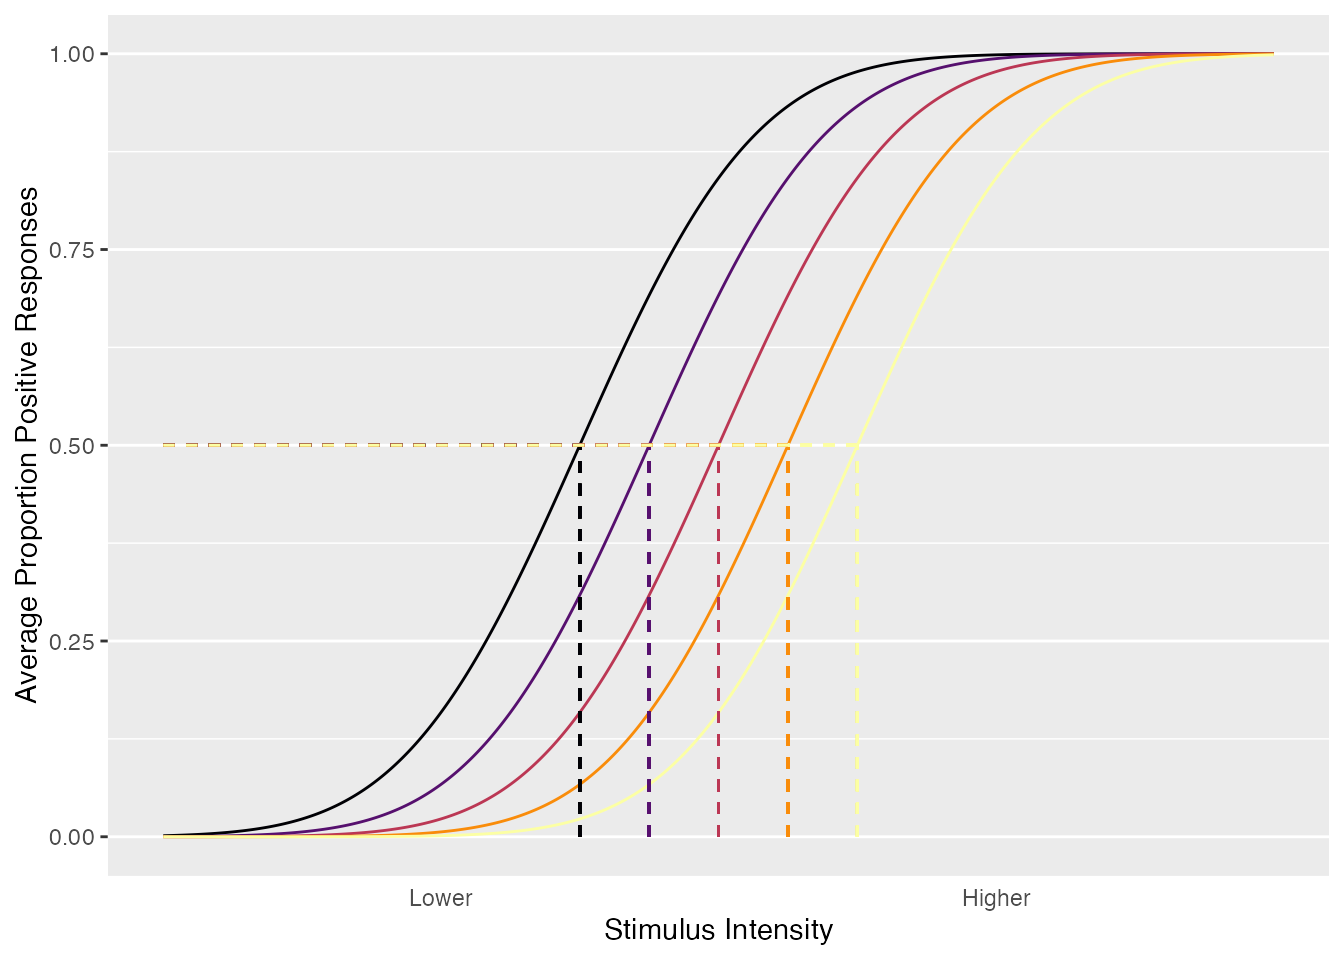 Average Proportion Positive Responses
1.00
0.75
0.50
0.25
0.00
Lower
Higher
Stimulus Intensity